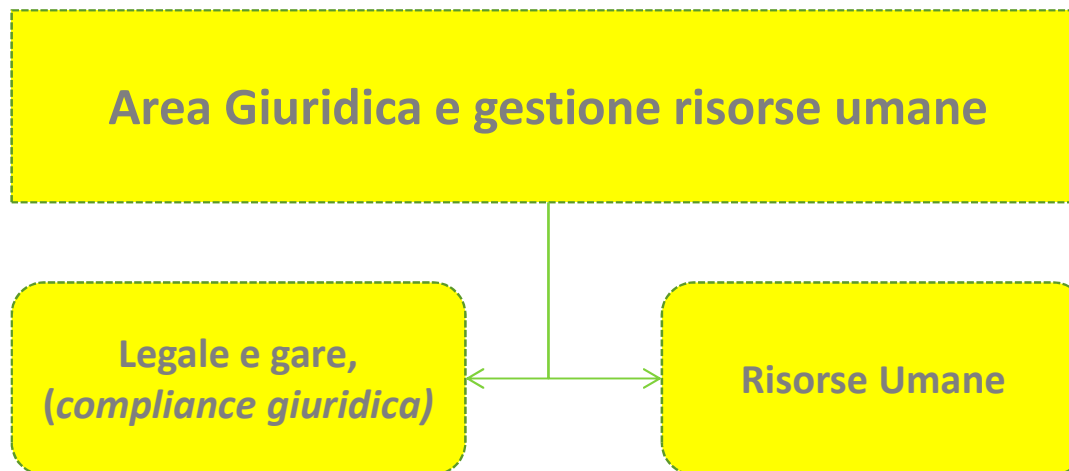 Area Giuridica e gestione risorse umane
Legale e gare,
(compliance giuridica)
Risorse Umane